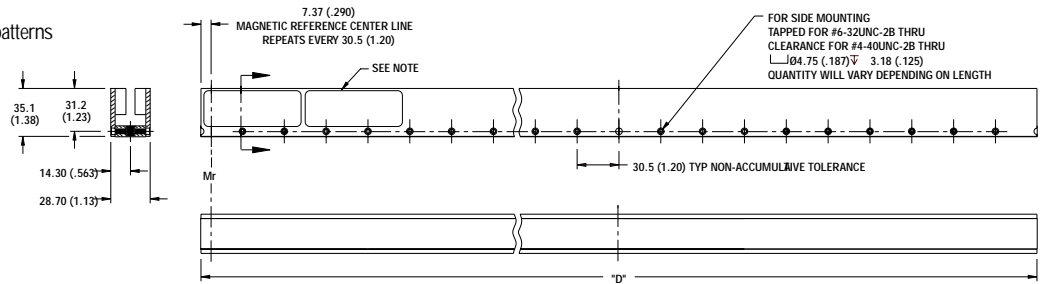 patterns
7.37 (.290)
MAGNETIC REFERENCE CENTER LINE
REPEATS EVERY 30.5 (1.20)
SEE NOTE
FOR SIDE MOUNTING
TAPPED FOR #6-32UNC-2B THRU
CLEARANCE FOR #4-40UNC-2B THRU
⌴Ø4.75 (.187)↧ 3.18 (.125)
QUANTITY WILL VARY DEPENDING ON LENGTH
35.1
(1.38)
31.2
(1.23)
14.30 (.563)
28.70 (1.13)
Mr
30.5 (1.20) TYP NON-ACCUMULATIVE TOLERANCE
"D"